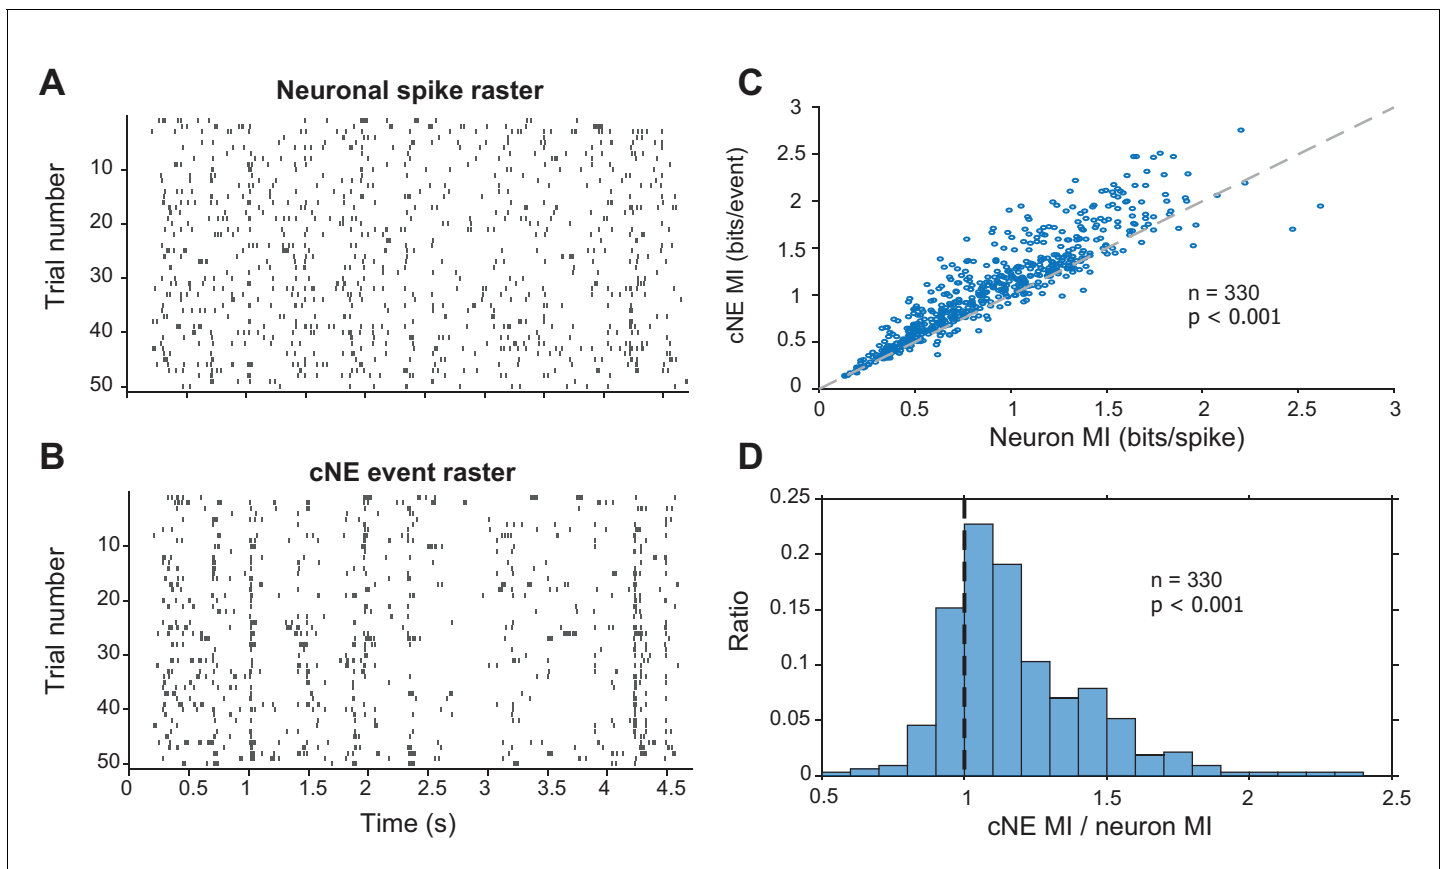 A
Neuronal spike raster
Trial number
10
20
30
40
50
B
cNE event raster
Trial number
10
20
30
40
50
0 0.5 1 1.5 2 2.5 3 3.5 4 4.5
Time (s)
C
cNE MI (bits/event)
3
2.5
2
1.5
1
0.5
0
n = 330
p < 0.001
0 0.5 1 1.5 2 2.5 3
Neuron MI (bits/spike)
D
Ratio
0.25
0.2
0.15
0.1
0.05
0
n = 330
p < 0.001
0.5 1 1.5 2 2.5
cNE MI / neuron MI